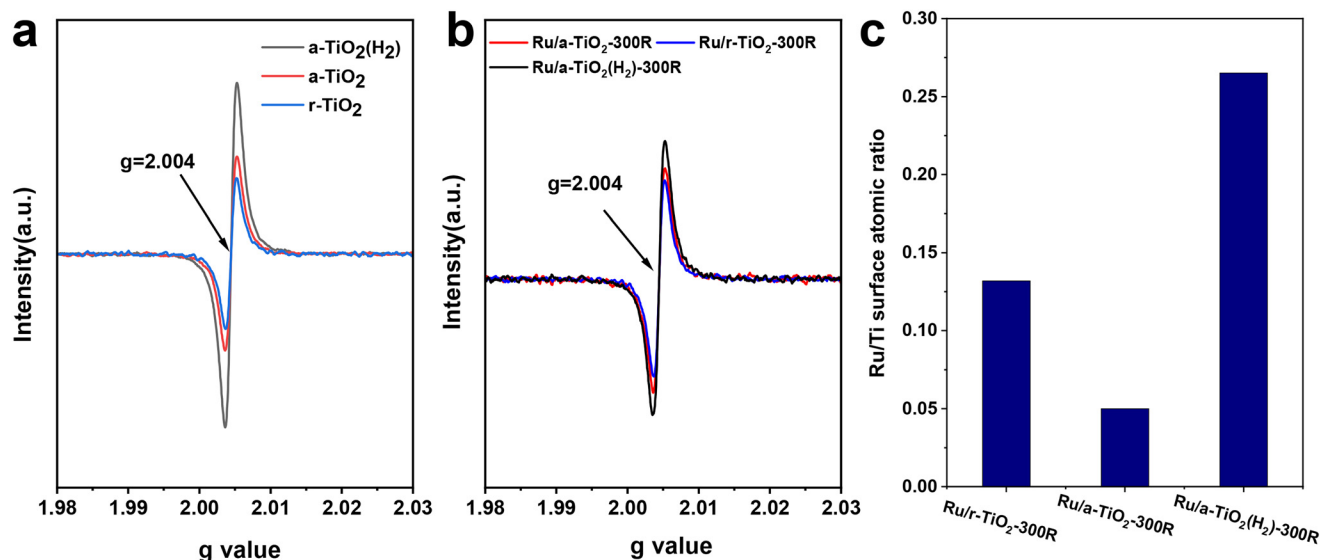 a
a-TiO₂(H₂)
a-TiO₂
r-TiO₂
g=2.004
Intensity(a.u.)
1.98 1.99 2.00 2.01 2.02 2.03
g value
b
Ru/a-TiO₂-300R Ru/r-TiO₂-300R
Ru/a-TiO₂(H₂)-300R
g=2.004
Intensity(a.u.)
1.98 1.99 2.00 2.01 2.02 2.03
g value
c
Ru/Ti surface atomic ratio
0.30
0.25
0.20
0.15
0.10
0.05
0.00
Ru/r-TiO₂-300R
Ru/a-TiO₂-300R
Ru/a-TiO₂(H₂)-300R